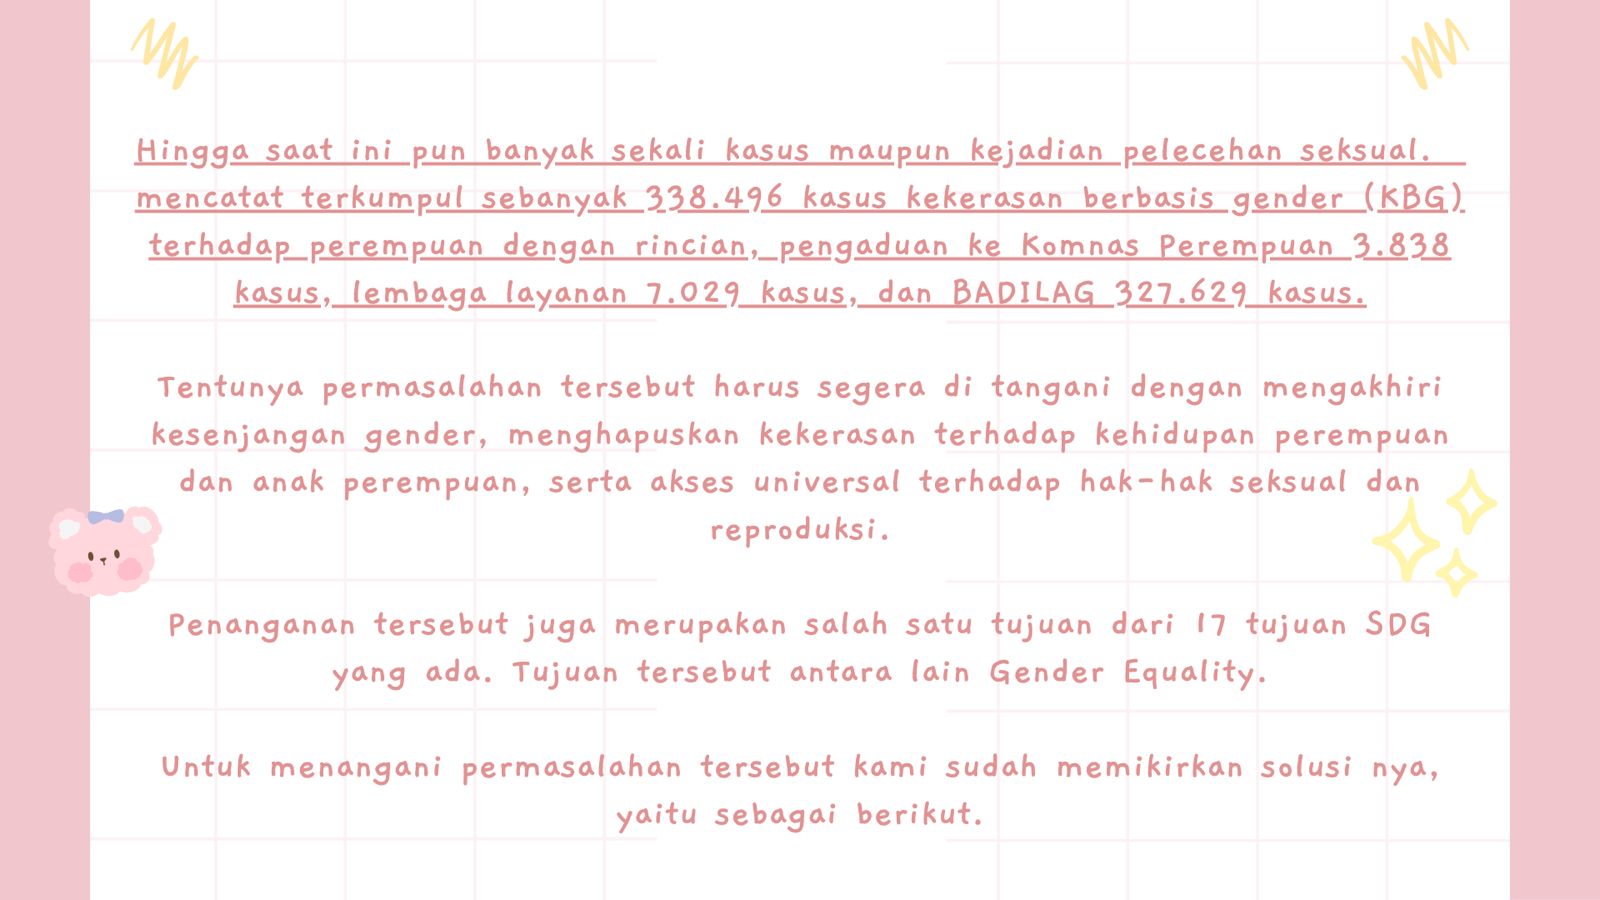 Hingga saat ini pun banyak sekali kasus maupun kejadian pelecehan seksual.
mencatat terkumpul sebanyak 338.496 kasus kekerasan berbasis gender (KBG)
terhadap perempuan dengan rincian, pengaduan ke Komnas Perempuan 3.838
kasus, lembaga layanan 7.029 kasus, dan BADILAG 327.629 kasus.
Tentunya permasalahan tersebut harus segera di tangani dengan mengakhiri
kesenjangan gender, menghapuskan kekerasan terhadap kehidupan perempuan
dan anak perempuan, serta akses universal terhadap hak-hak seksual dan
reproduksi.
Penanganan tersebut juga merupakan salah satu tujuan dari 17 tujuan SDG
yang ada. Tujuan tersebut antara lain Gender Equality.
Untuk menangani permasalahan tersebut kami sudah memikirkan solusi nya,
yaitu sebagai berikut.